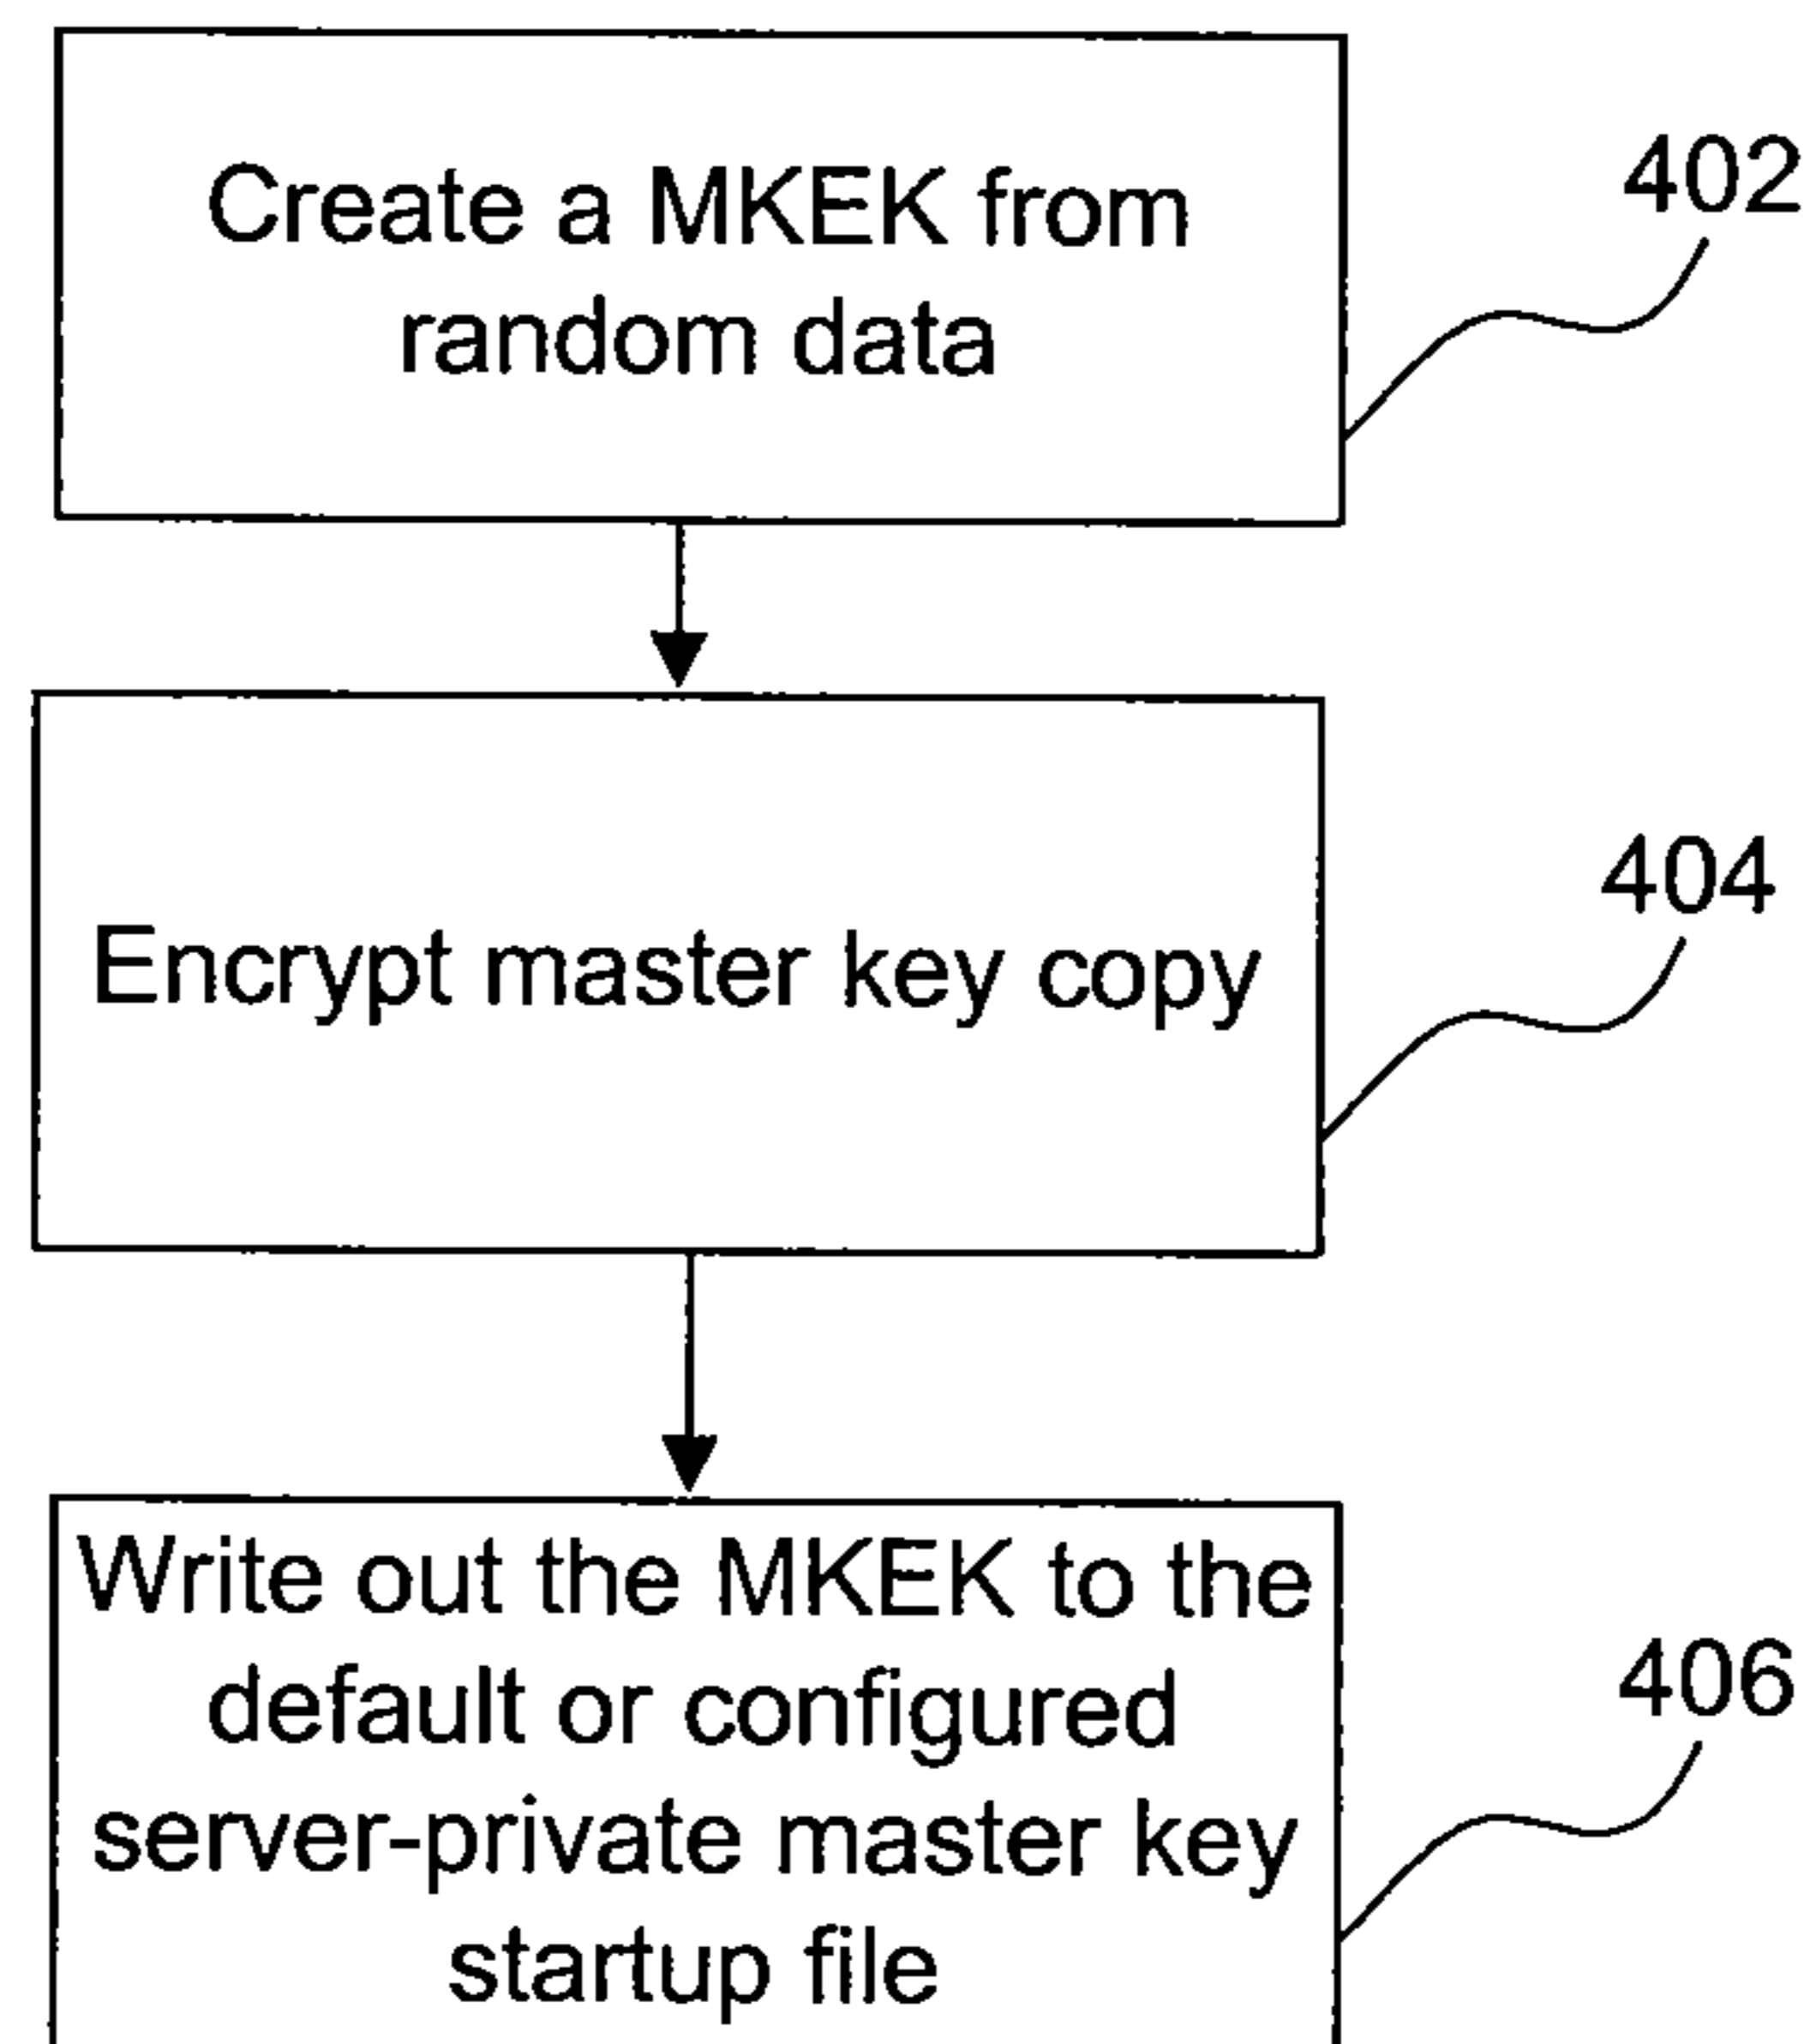 Create a MKEK from
random data
402
Encrypt master key copy
404
Write out the MKEK to the
default or configured
server-private master key
startup file
406